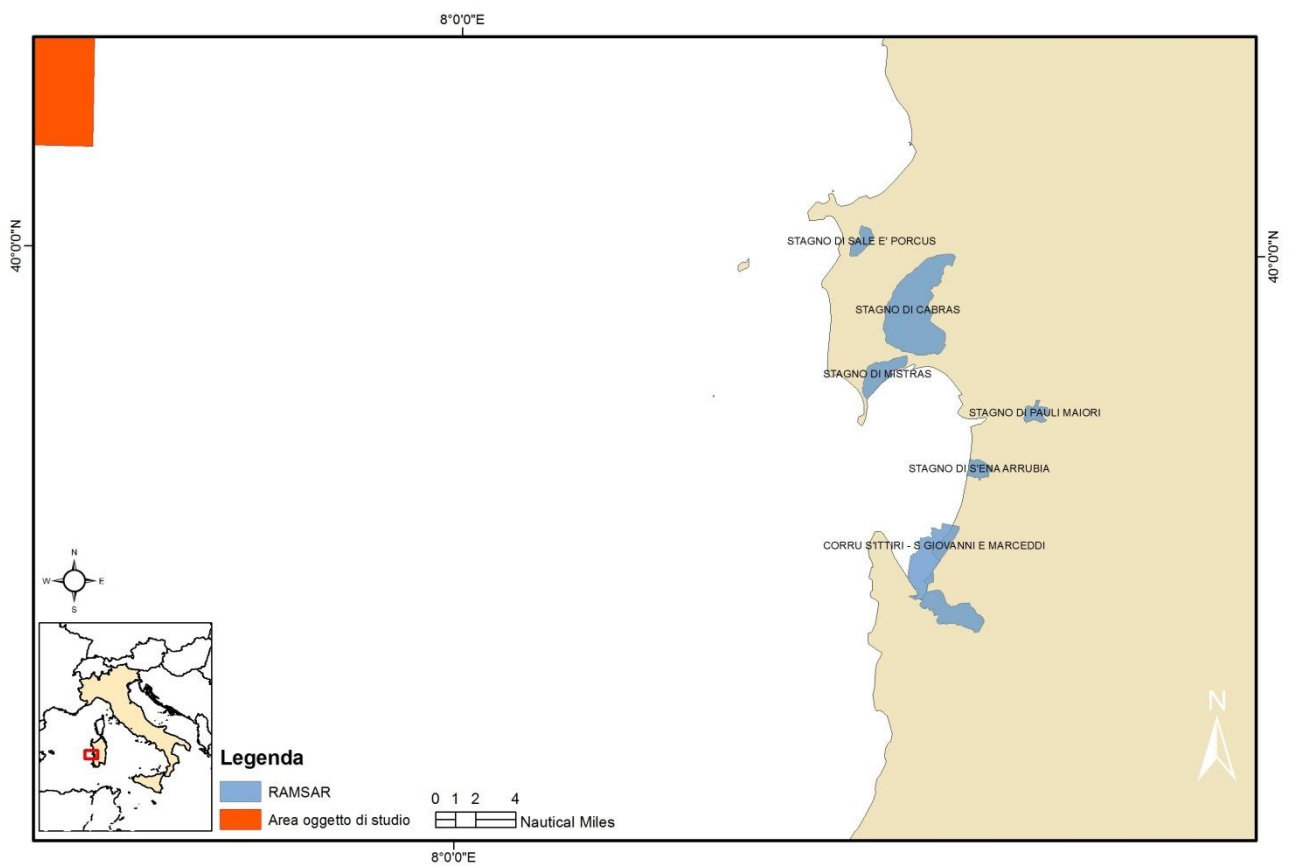 8°0'0"E
40°0'0"N
40°0'0"N
STAGNO DI SALE E' PORCUS
STAGNO DI CABRAS
STAGNO DI MISTRAS
STAGNO DI PAULI MAIORI
STAGNO DI S'ENA ARRUBIA
CORRU S'ITTIRI - S GIOVANNI E MARCEDDI
N
W
E
S
N
Legenda
RAMSAR
Area oggetto di studio
0 1 2 4
Nautical Miles
8°0'0"E